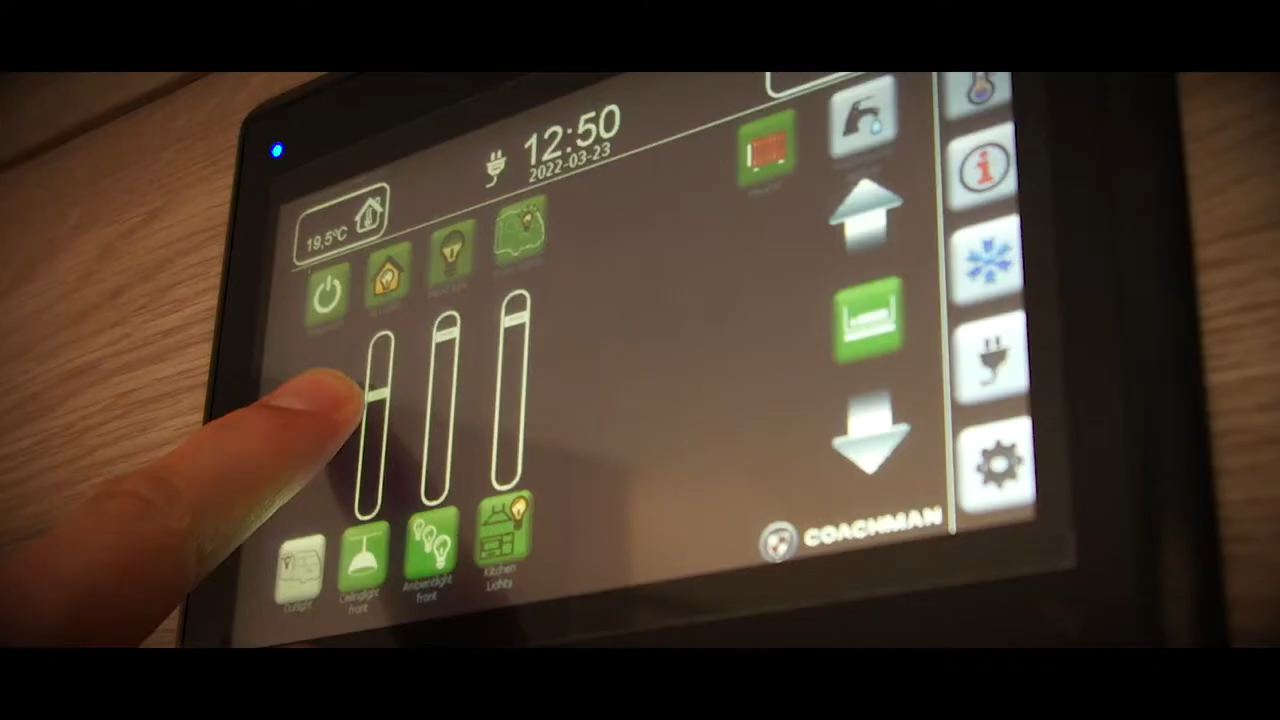 12:50
2022-03-23
19,5°C
COACHMAN
Outlight
Ceilinglight
front
Ambientlight
front
Kitchen
Lights